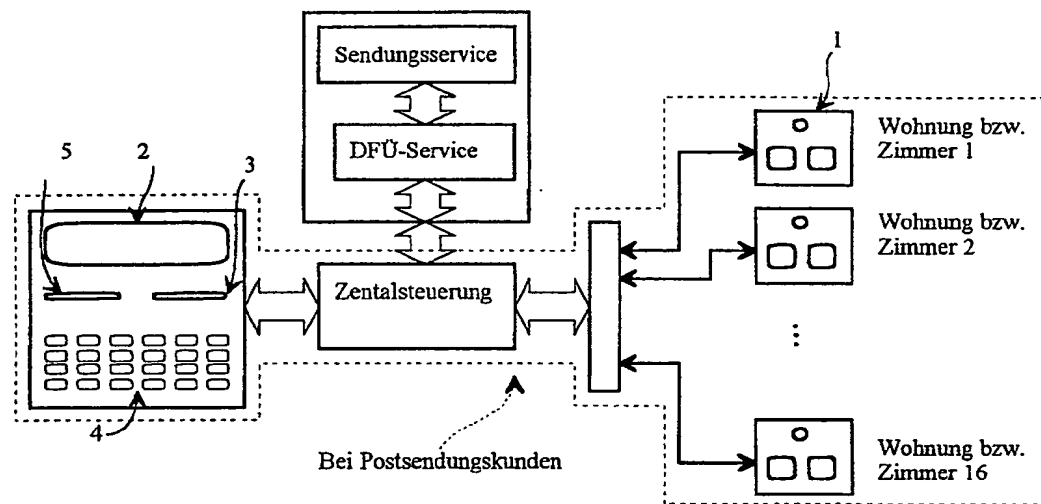 Sendungsservice
1
DFÜ-Service
Wohnung bzw.
Zimmer 1
5
2
3
Wohnung bzw.
Zimmer 2
Zentalsteuerung
...
4
Bei Postsendungskunden
Wohnung bzw.
Zimmer 16